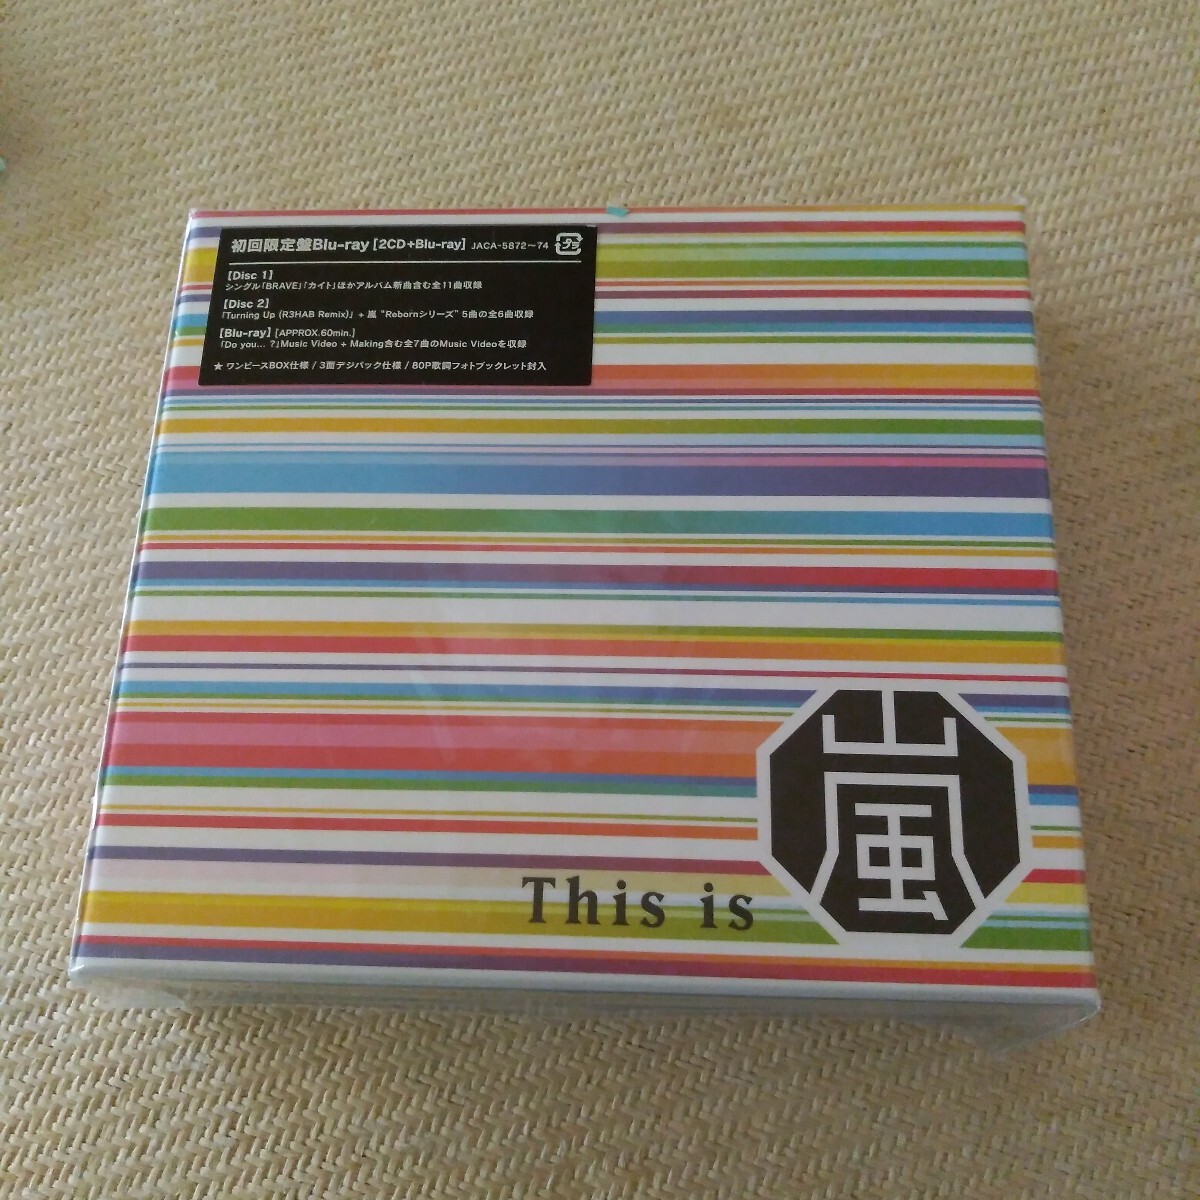 初回限定盤Blu-ray [2CD+Blu-ray] JACA-5872〜74 プラ
【Disc 1】
シングル「BRAVE」「カイト」ほかアルバム新曲含む全11曲収録
【Disc 2】
「Turning Up (R3HAB Remix)」 + 嵐 "Rebornシリーズ" 5曲の全6曲収録
【Blu-ray】 [APPROX.60min.]
「Do you... ?」Music Video + Making含む全7曲のMusic Videoを収録
★ ワンピースBOX仕様 / 3面デジパック仕様 / 80P歌詞フォトブックレット封入
This is 嵐